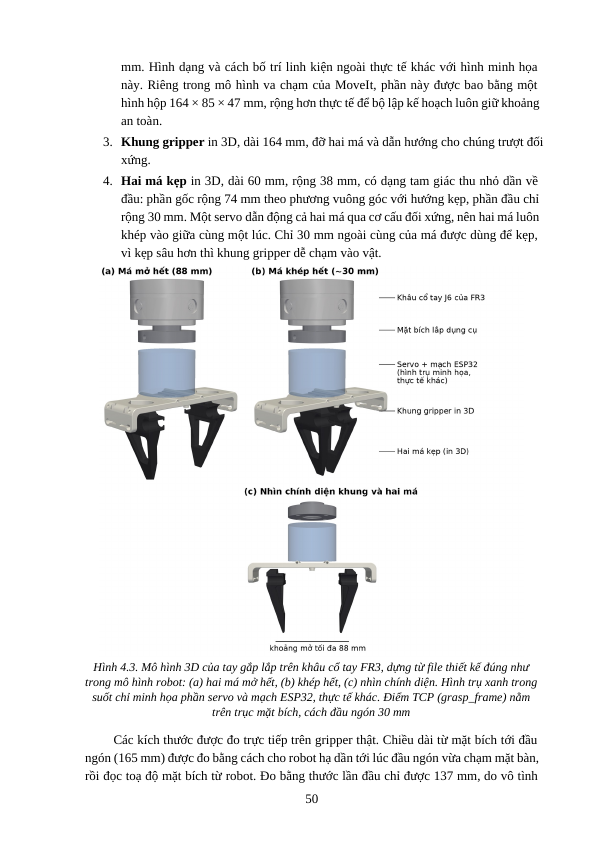 mm. Hình dạng và cách bố trí linh kiện ngoài thực tế khác với hình minh họa
này. Riêng trong mô hình va chạm của MoveIt, phần này được bao bằng một
hình hộp 164 × 85 × 47 mm, rộng hơn thực tế để bộ lập kế hoạch luôn giữ khoảng
an toàn.
3. Khung gripper in 3D, dài 164 mm, đỡ hai má và dẫn hướng cho chúng trượt đối
xứng.
4. Hai má kẹp in 3D, dài 60 mm, rộng 38 mm, có dạng tam giác thu nhỏ dần về
đầu: phần gốc rộng 74 mm theo phương vuông góc với hướng kẹp, phần đầu chỉ
rộng 30 mm. Một servo dẫn động cả hai má qua cơ cấu đối xứng, nên hai má luôn
khép vào giữa cùng một lúc. Chỉ 30 mm ngoài cùng của má được dùng để kẹp,
vì kẹp sâu hơn thì khung gripper dễ chạm vào vật.
(a) Má mở hết (88 mm)
(b) Má khép hết (~30 mm)
Khâu cổ tay J6 của FR3
Mặt bích lắp dụng cụ
Servo + mạch ESP32
(hình trụ minh họa,
thực tế khác)
Khung gripper in 3D
Hai má kẹp (in 3D)
(c) Nhìn chính diện khung và hai má
khoảng mở tối đa 88 mm
Hình 4.3. Mô hình 3D của tay gắp lắp trên khâu cổ tay FR3, dựng từ file thiết kế đúng như
trong mô hình robot: (a) hai má mở hết, (b) khép hết, (c) nhìn chính diện. Hình trụ xanh trong
suốt chỉ minh họa phần servo và mạch ESP32, thực tế khác. Điểm TCP (grasp_frame) nằm
trên trục mặt bích, cách đầu ngón 30 mm
Các kích thước được đo trực tiếp trên gripper thật. Chiều dài từ mặt bích tới đầu
ngón (165 mm) được đo bằng cách cho robot hạ dần tới lúc đầu ngón vừa chạm mặt bàn,
rồi đọc toạ độ mặt bích từ robot. Đo bằng thước lần đầu chỉ được 137 mm, do vô tình
50